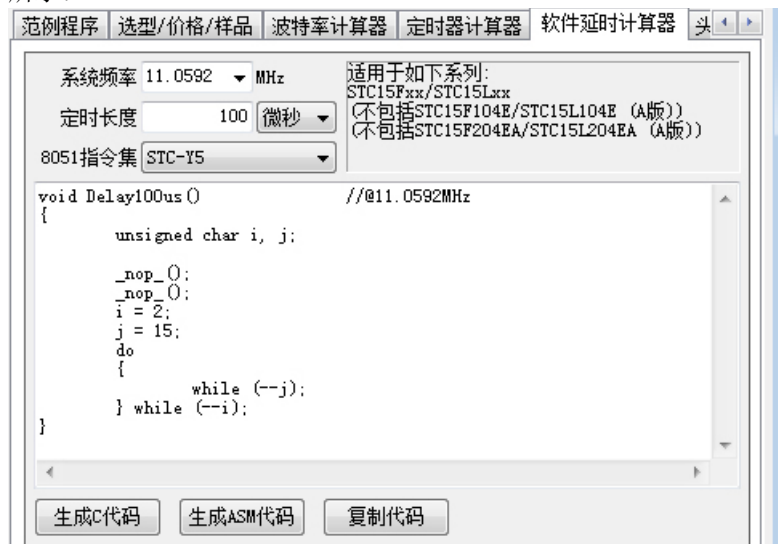 范例程序 选型/价格/样品 波特率计算器 定时器计算器 软件延时计算器 头
系统频率 11.0592 MHz
定时长度 100 微秒
8051指令集 STC-Y5
适用于如下系列:
STC15Fxx/STC15Lxx
(不包括STC15F104E/STC15L104E (A版))
(不包括STC15F204EA/STC15L204EA (A版))
void Delay100us() //@11.0592MHz
{
unsigned char i, j;
_nop_();
_nop_();
i = 2;
j = 15;
do
{
while (--j);
} while (--i);
}
生成C代码 生成ASM代码 复制代码